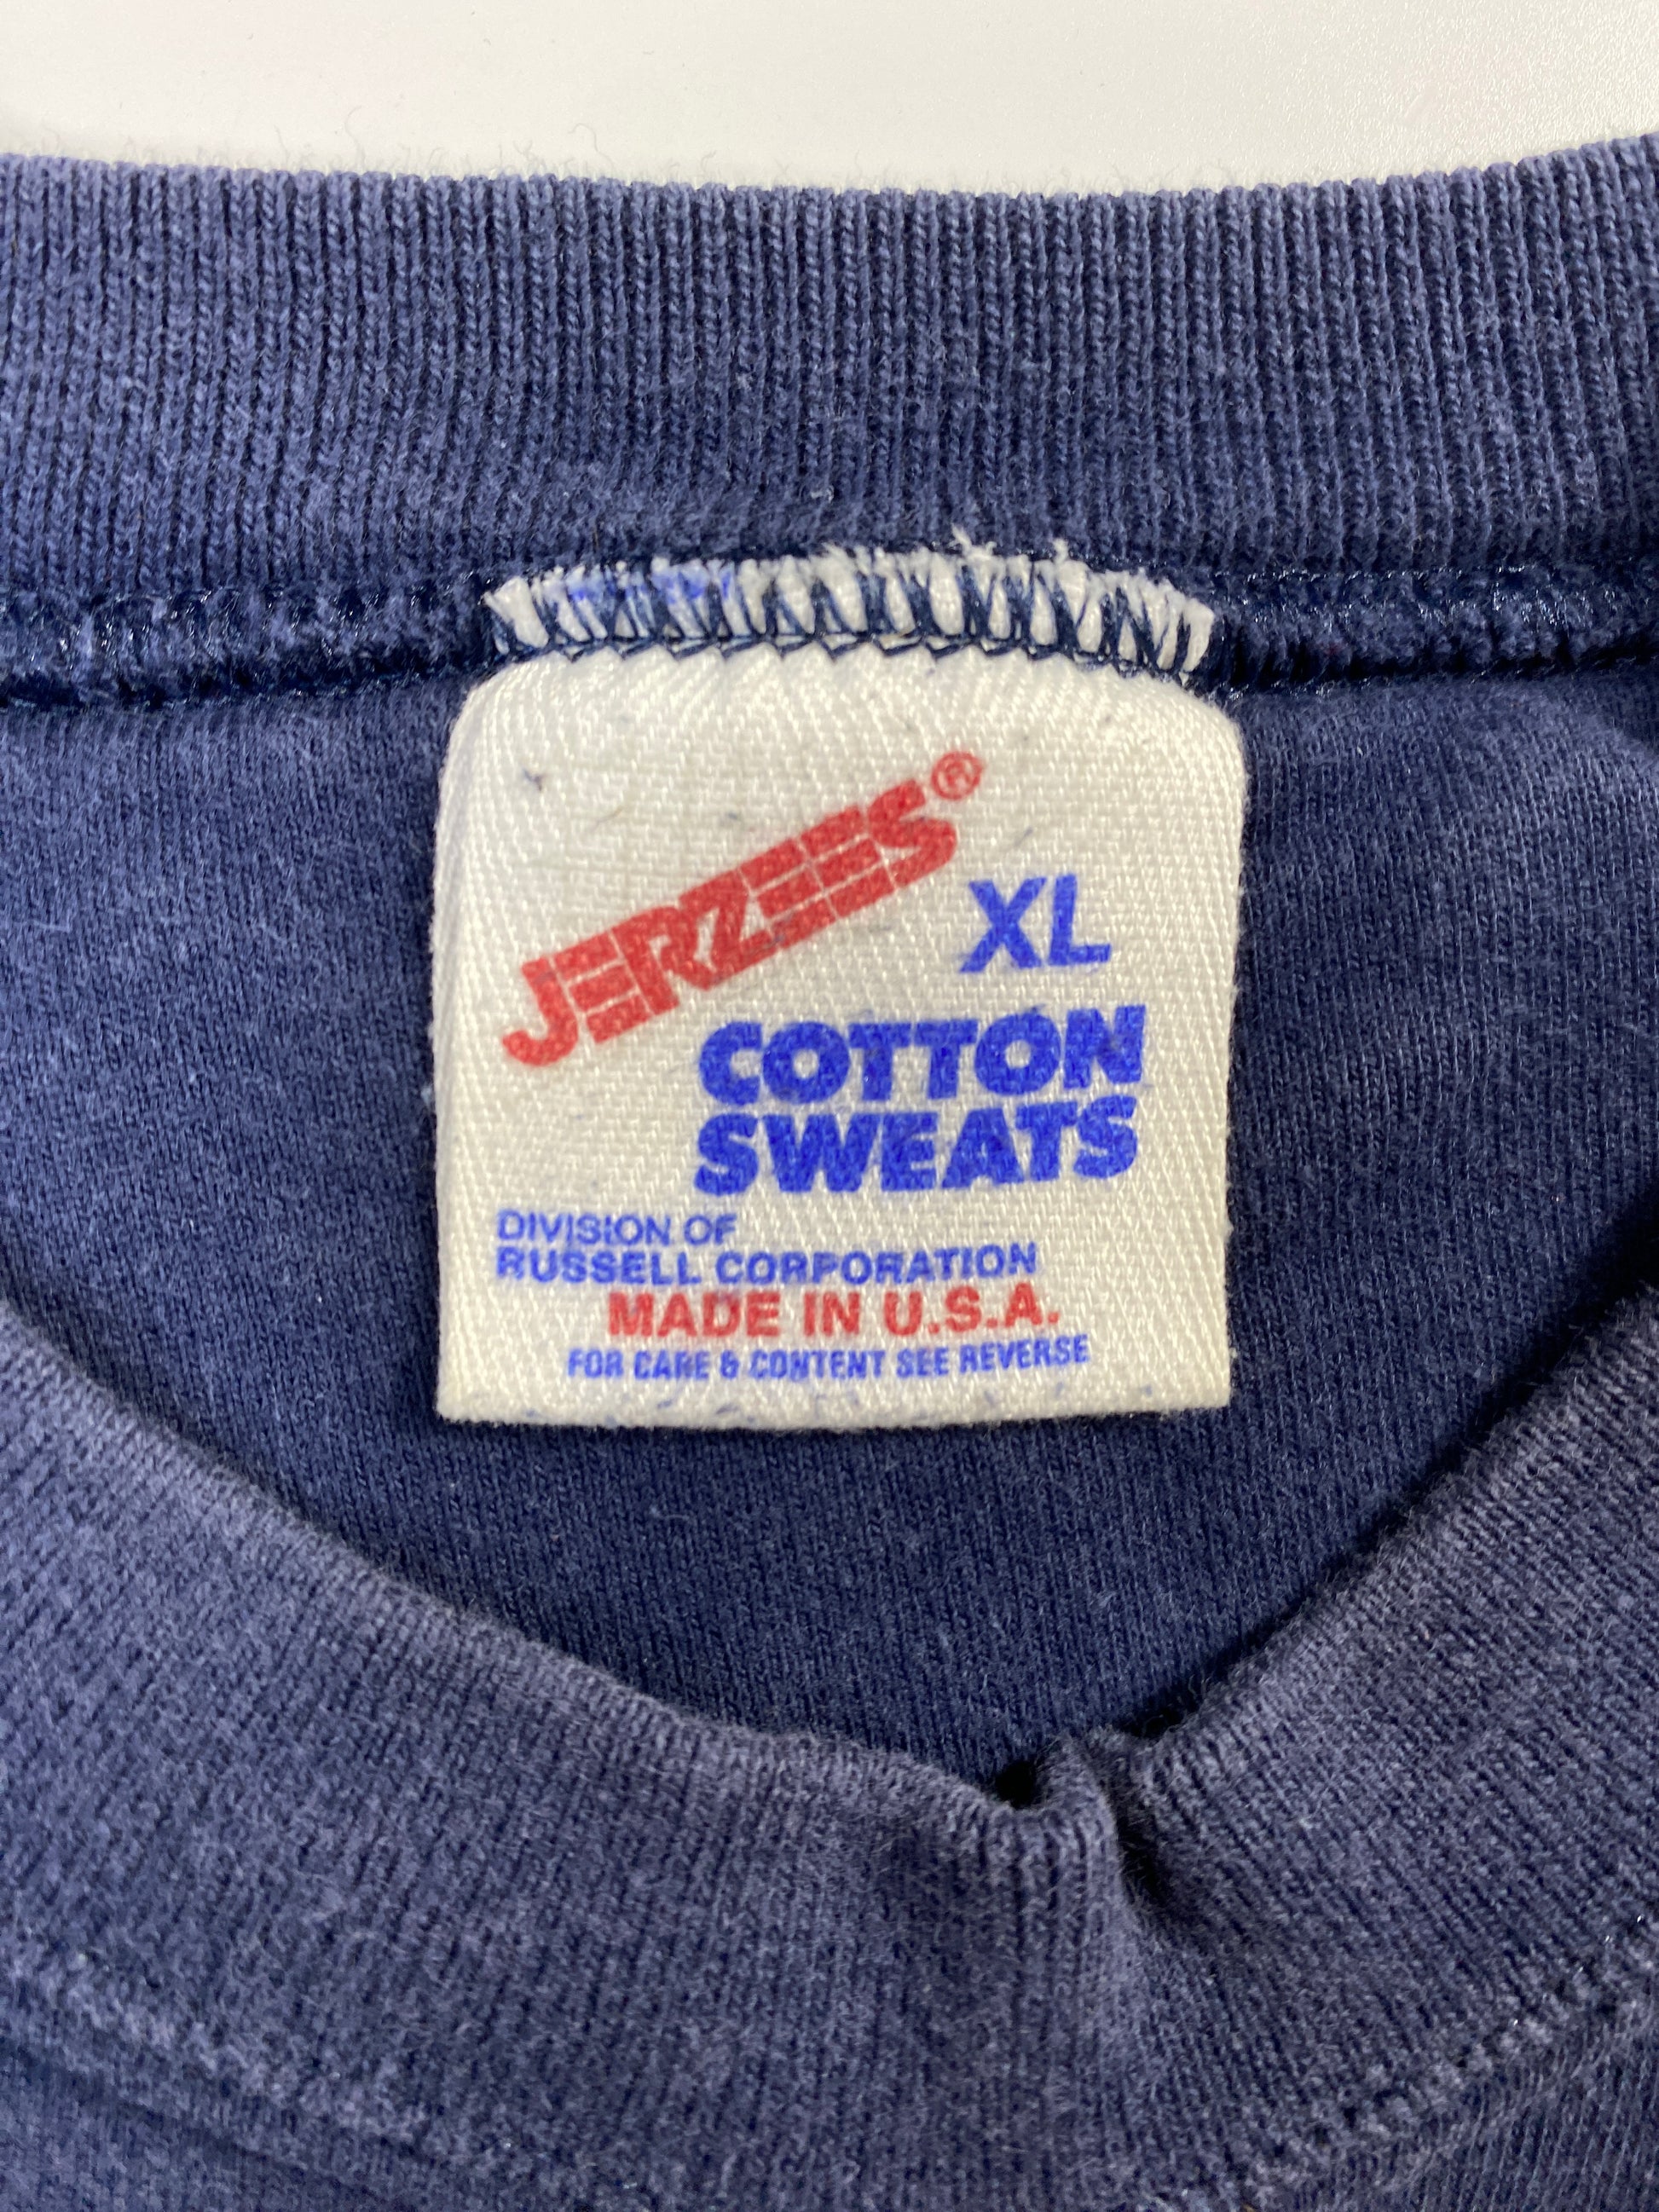 JERZEES®
XL
COTTON
SWEATS
DIVISION OF
RUSSELL CORPORATION
MADE IN U.S.A.
FOR CARE & CONTENT SEE REVERSE